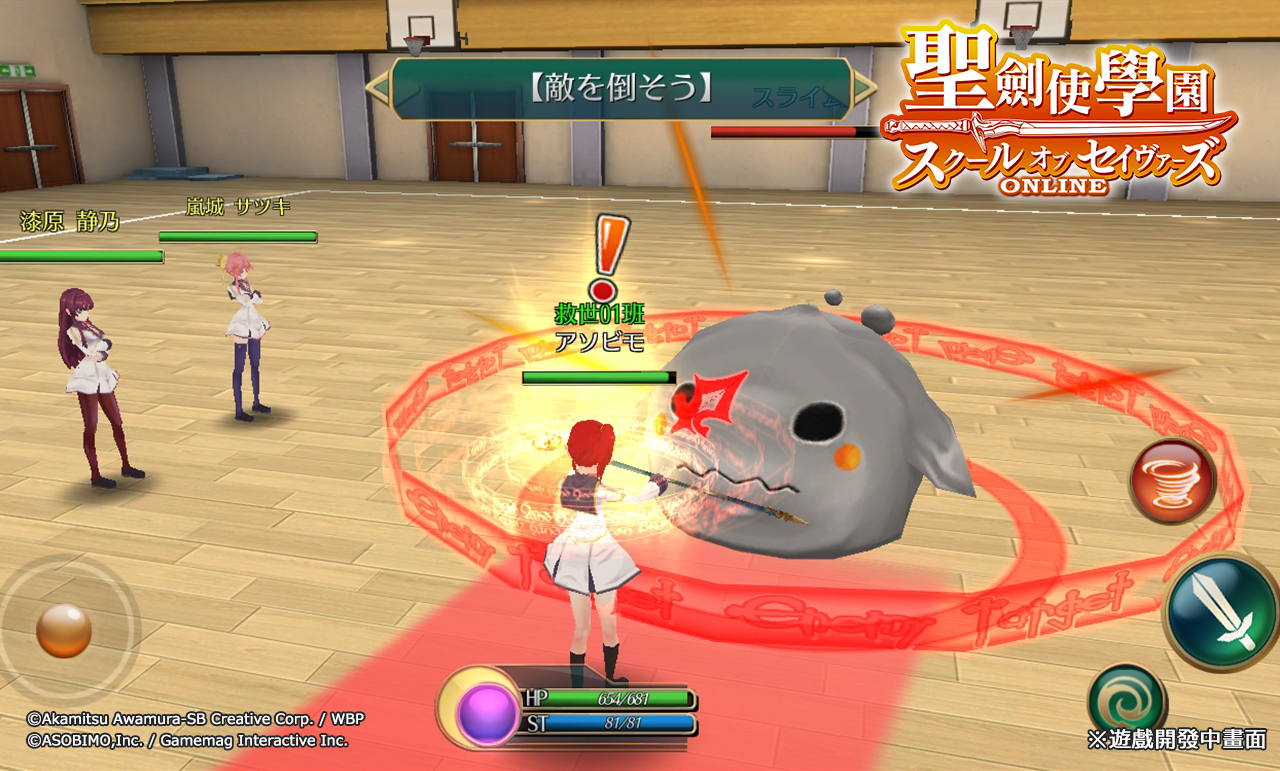 【敵を倒そう】
スライム
聖劍使學園
スクール オブ セイヴァーズ
ONLINE
嵐城 サツキ
漆原 静乃
救世01班
アソビモ
Enemy Target
HP 654/681
ST 81/81
©Akamitsu Awamura-SB Creative Corp. / WBP
©ASOBIMO,Inc. / Gamemag Interactive Inc.
※遊戲開發中畫面